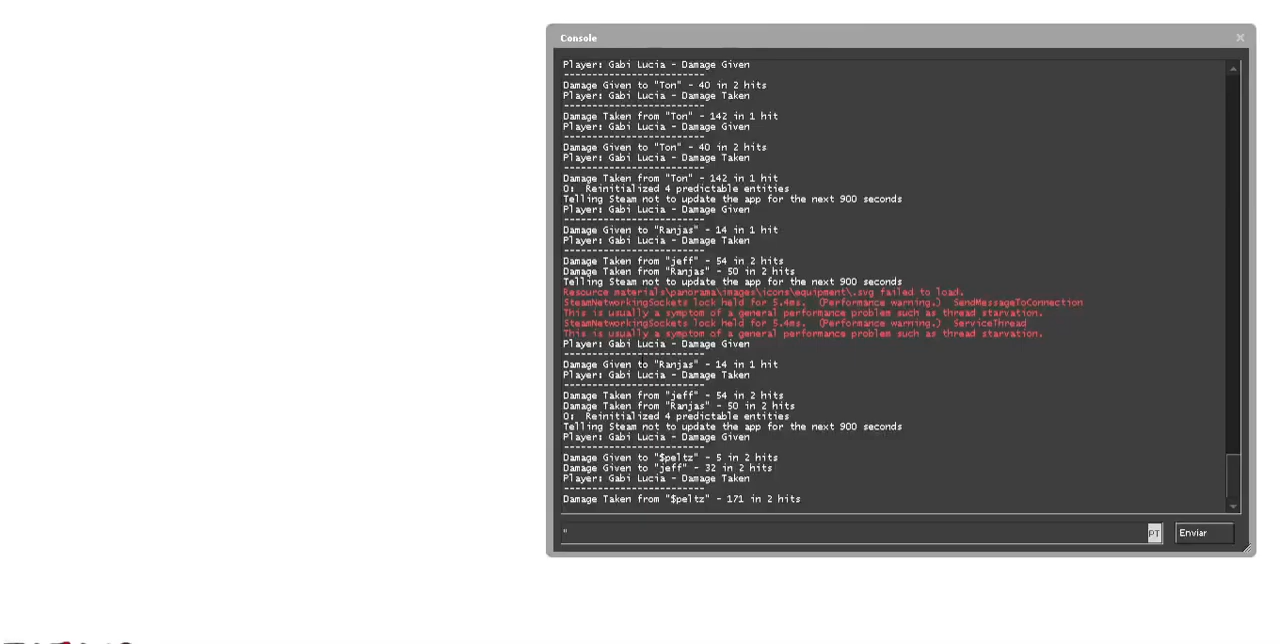 Console
Player: Gabi Lucia - Damage Given
-------------------------
Damage Given to "Ton" - 40 in 2 hits
Player: Gabi Lucia - Damage Taken
-------------------------
Damage Taken from "Ton" - 142 in 1 hit
Player: Gabi Lucia - Damage Given
-------------------------
Damage Given to "Ton" - 40 in 2 hits
Player: Gabi Lucia - Damage Taken
-------------------------
Damage Taken from "Ton" - 142 in 1 hit
0:  Reinitialized 4 predictable entities
Telling Steam not to update the app for the next 900 seconds
Player: Gabi Lucia - Damage Given
-------------------------
Damage Given to "Ranjas" - 14 in 1 hit
Player: Gabi Lucia - Damage Taken
-------------------------
Damage Taken from "jeff" - 54 in 2 hits
Damage Taken from "Ranjas" - 50 in 2 hits
Telling Steam not to update the app for the next 900 seconds
Resource materials\panorama\images\icons\equipment\.svg failed to load.
SteamNetworkingSockets lock held for 5.4ms.  (Performance warning.)  SendMessageToConnection
This is usually a symptom of a general performance problem such as thread starvation.
SteamNetworkingSockets lock held for 5.4ms.  (Performance warning.)  ServiceThread
This is usually a symptom of a general performance problem such as thread starvation.
Player: Gabi Lucia - Damage Given
-------------------------
Damage Given to "Ranjas" - 14 in 1 hit
Player: Gabi Lucia - Damage Taken
-------------------------
Damage Taken from "jeff" - 54 in 2 hits
Damage Taken from "Ranjas" - 50 in 2 hits
0:  Reinitialized 4 predictable entities
Telling Steam not to update the app for the next 900 seconds
Player: Gabi Lucia - Damage Given
-------------------------
Damage Given to "$peltz" - 5 in 2 hits
Damage Given to "jeff" - 32 in 2 hits
Player: Gabi Lucia - Damage Taken
-------------------------
Damage Taken from "$peltz" - 171 in 2 hits
" PT Enviar